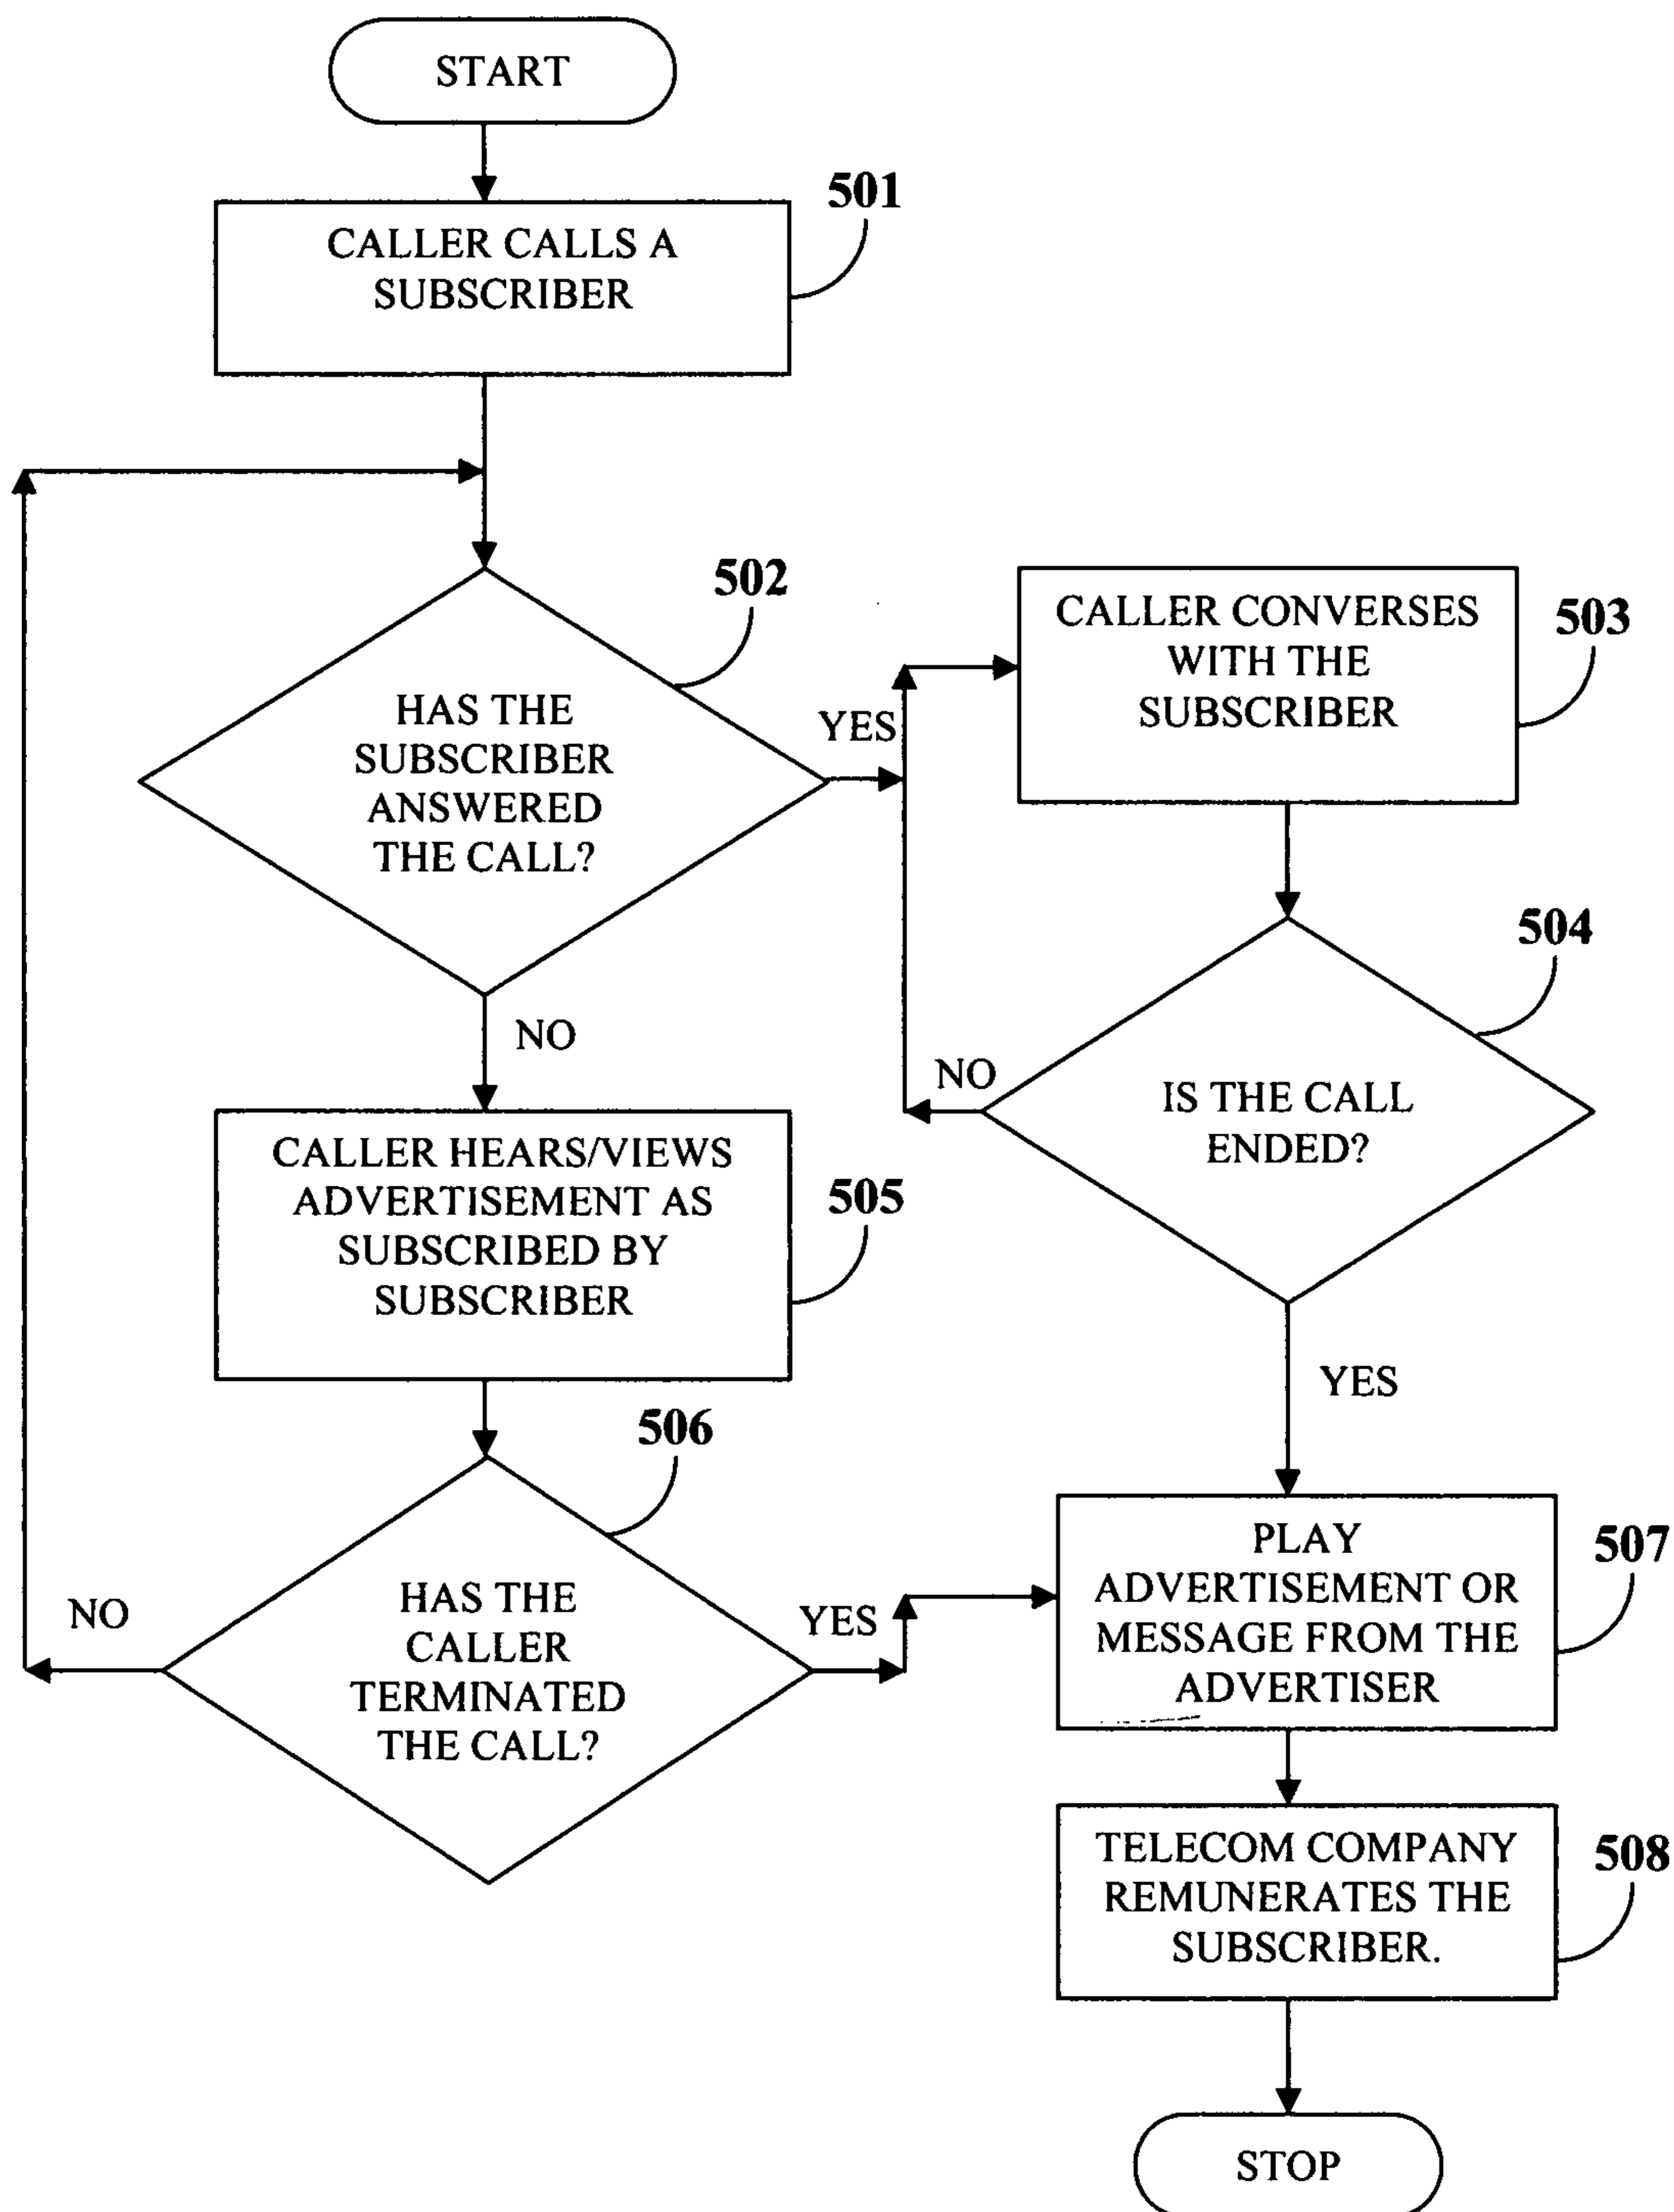 START
501
CALLER CALLS A
SUBSCRIBER
502
HAS THE
SUBSCRIBER
ANSWERED
THE CALL?
YES
503
CALLER CONVERSES
WITH THE
SUBSCRIBER
504
NO
IS THE CALL
ENDED?
NO
505
CALLER HEARS/VIEWS
ADVERTISEMENT AS
SUBSCRIBED BY
SUBSCRIBER
YES
506
HAS THE
CALLER
TERMINATED
THE CALL?
NO
YES
507
PLAY
ADVERTISEMENT OR
MESSAGE FROM THE
ADVERTISER
508
TELECOM COMPANY
REMUNERATES THE
SUBSCRIBER.
STOP